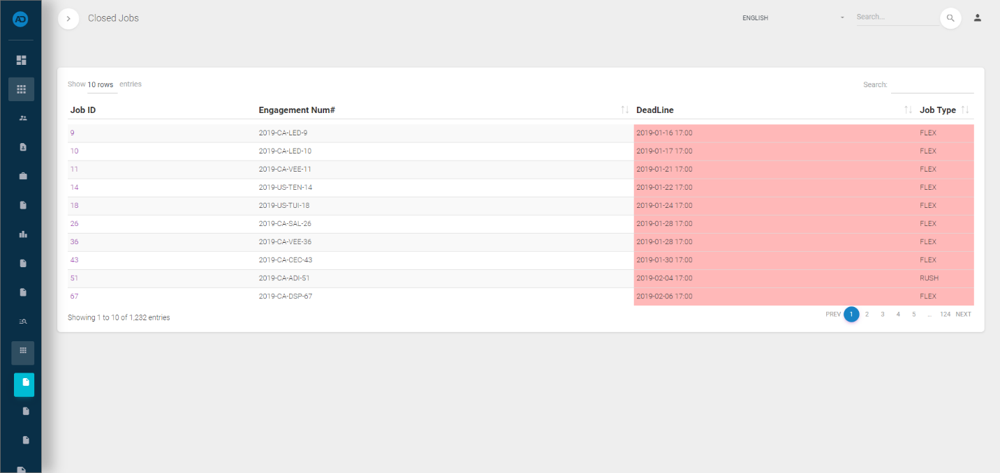 AD
Closed Jobs
ENGLISH
Search...
Show 10 rows entries
Search:
Job ID Engagement Num# DeadLine Job Type
9 2019-CA-LED-9 2019-01-16 17:00 FLEX
10 2019-CA-LED-10 2019-01-17 17:00 FLEX
11 2019-CA-VEE-11 2019-01-21 17:00 FLEX
14 2019-US-TEN-14 2019-01-22 17:00 FLEX
18 2019-US-TUI-18 2019-01-24 17:00 FLEX
26 2019-CA-SAL-26 2019-01-28 17:00 FLEX
36 2019-CA-VEE-36 2019-01-28 17:00 FLEX
43 2019-CA-CEC-43 2019-01-30 17:00 FLEX
51 2019-CA-ADI-51 2019-02-04 17:00 RUSH
67 2019-CA-DSP-67 2019-02-06 17:00 FLEX
Showing 1 to 10 of 1,232 entries
PREV 1 2 3 4 5 ... 124 NEXT